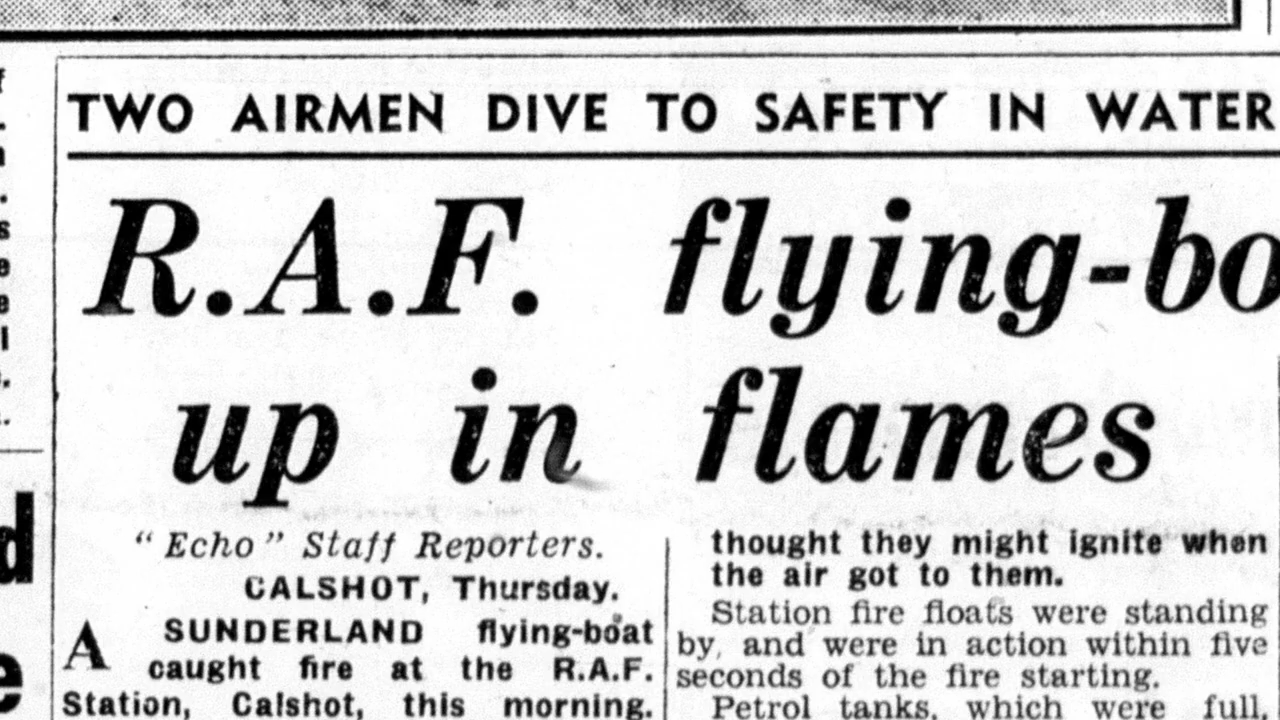 TWO AIRMEN DIVE TO SAFETY IN WATER
R.A.F. flying-bo
up in flames
"Echo" Staff Reporters.
CALSHOT, Thursday.
A SUNDERLAND flying-boat
caught fire at the R.A.F.
Station, Calshot, this morning.
thought they might ignite when
the air got to them.
Station fire floats were standing
by, and were in action within five
seconds of the fire starting.
Petrol tanks, which were full,